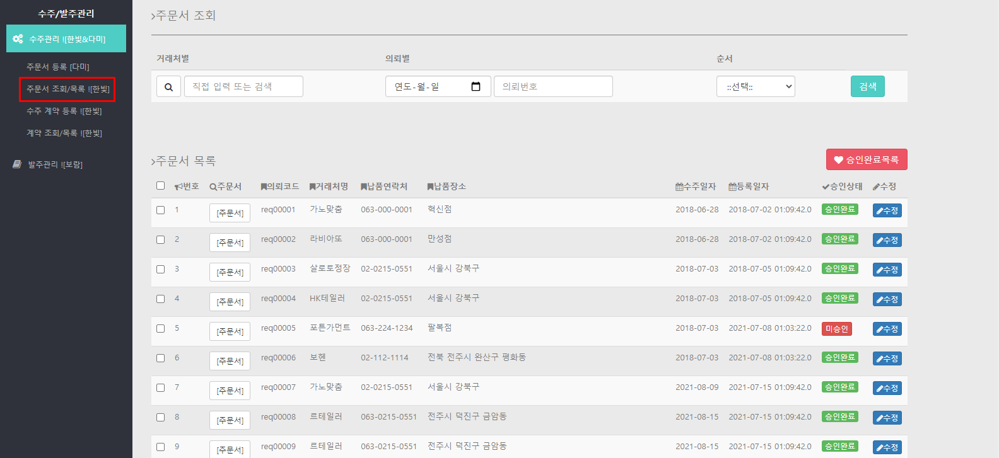 수주/발주관리
수주관리 ![한빛&다미]
주문서 등록 [다미]
주문서 조회/목록 ![한빛]
수주 계약 등록 ![한빛]
계약 조회/목록 ![한빛]
발주관리 ![보람]
>주문서 조회
거래처별 의뢰별 순서
직접 입력 또는 검색 연도-월-일 의뢰번호 ::선택:: 검색
>주문서 목록 승인완료목록
번호 주문서 의뢰코드 거래처명 납품연락처 납품장소 수주일자 등록일자 승인상태 수정
1 [주문서] req00001 가노맞춤 063-000-0001 혁신점 2018-06-28 2018-07-02 01:09:42.0 승인완료 수정
2 [주문서] req00002 라비아또 063-000-0001 만성점 2018-06-28 2018-07-02 01:09:42.0 승인완료 수정
3 [주문서] req00003 살로토정장 02-0215-0551 서울시 강북구 2018-07-03 2018-07-05 01:09:42.0 승인완료 수정
4 [주문서] req00004 HK테일러 02-0215-0551 서울시 강북구 2018-07-03 2018-07-05 01:09:42.0 승인완료 수정
5 [주문서] req00005 포튼가먼트 063-224-1234 팔복점 2018-07-03 2021-07-08 01:03:22.0 미승인 수정
6 [주문서] req00006 보헨 02-112-1114 전북 전주시 완산구 평화동 2018-07-03 2021-07-08 01:03:22.0 승인완료 수정
7 [주문서] req00007 가노맞춤 02-0215-0551 서울시 강북구 2021-08-09 2021-07-15 01:09:42.0 승인완료 수정
8 [주문서] req00008 르테일러 063-0215-0551 전주시 덕진구 금암동 2021-08-15 2021-07-15 01:09:42.0 승인완료 수정
9 [주문서] req00009 르테일러 063-0215-0551 전주시 덕진구 금암동 2021-08-15 2021-07-15 01:09:42.0 승인완료 수정